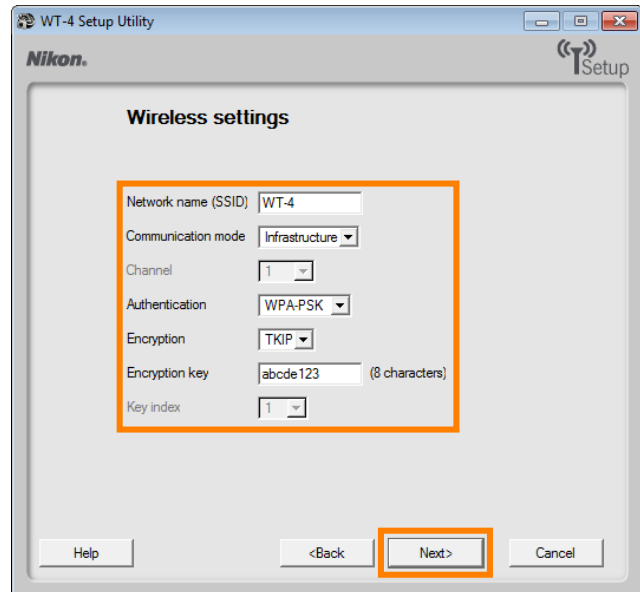 WT-4 Setup Utility
Nikon.
Setup
Wireless settings
Network name (SSID) WT-4
Communication mode Infrastructure
Channel 1
Authentication WPA-PSK
Encryption TKIP
Encryption key abcde123 (8 characters)
Key index 1
Help <Back Next> Cancel